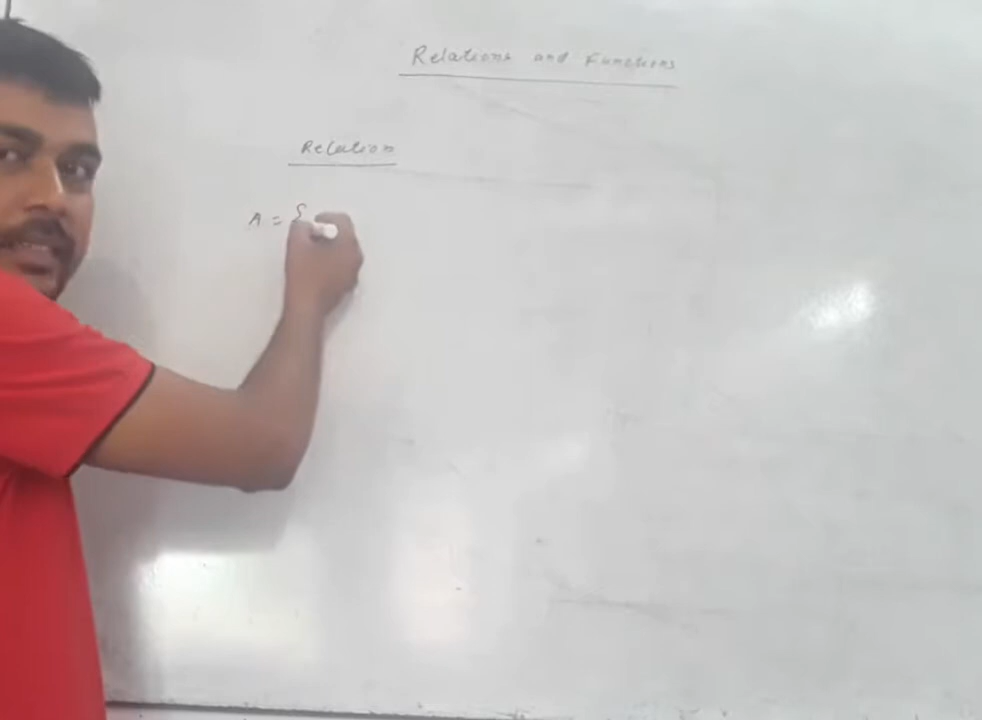 Relations and Functions
Relation
A = {